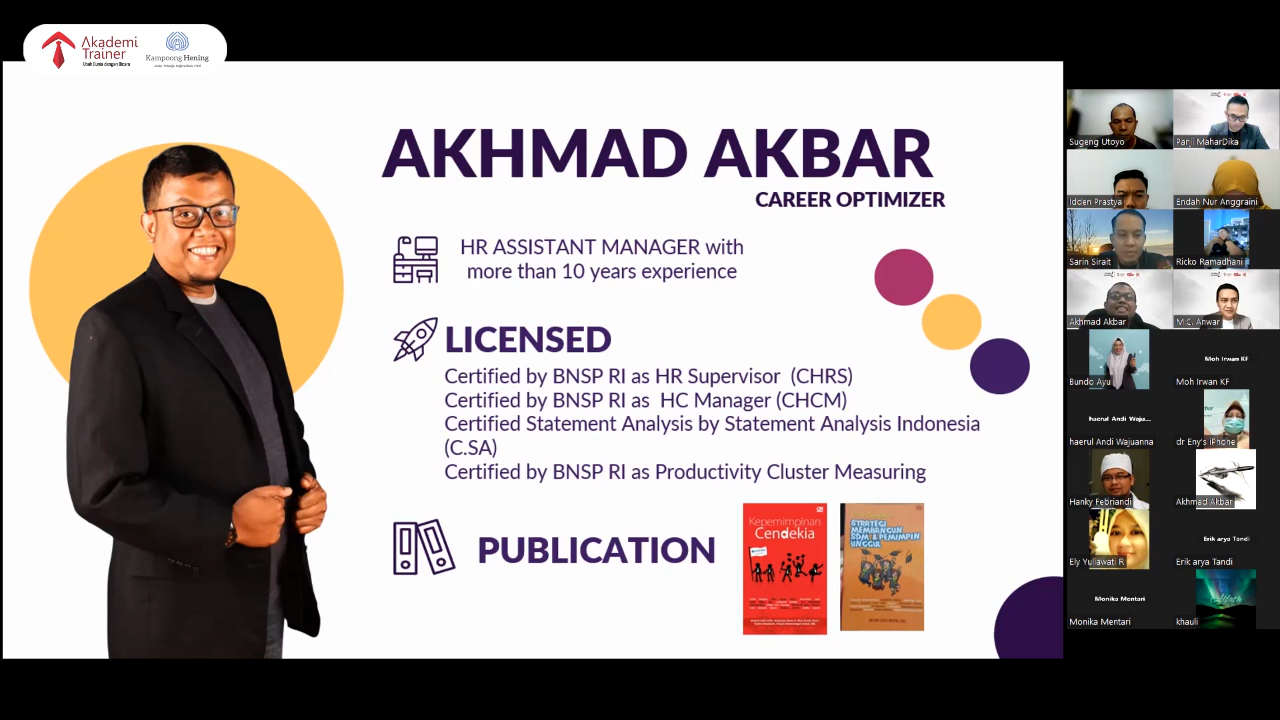 Akademi
Trainer
Kampoong Hening
AKHMAD AKBAR
CAREER OPTIMIZER
HR ASSISTANT MANAGER with
more than 10 years experience
LICENSED
Certified by BNSP RI as HR Supervisor (CHRS)
Certified by BNSP RI as HC Manager (CHCM)
Certified Statement Analysis by Statement Analysis Indonesia
(C.SA)
Certified by BNSP RI as Productivity Cluster Measuring
PUBLICATION
Kepemimpinan
Cendekia
STRATEGI
MEMBANGUN
SDM & PEMIMPIN
UNGGUL
Sugeng Utoyo
Panji MaharDika
Idden Prastya
Endah Nur Anggraini
Sarin Sirait
Ricko Ramadhani
Akhmad Akbar
M.C. Anwar
Bundo Ayu
Moh Irwan KF
Moh Irwan KF
haerul Andi Waju...
haerul Andi Wajuanna
dr Eny's iPhone
Hanky Febriandi
Akhmad Akbar
Ely Yuliawati R
Erik arya Tandi
Erik arya Tandi
Monika Mentari
Monika Mentari
khauli